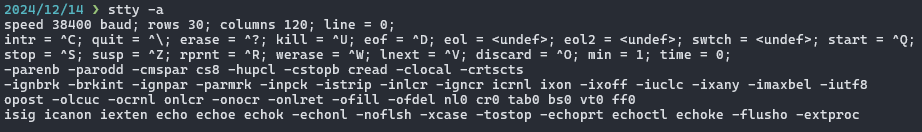 2024/12/14 ❯ stty -a
speed 38400 baud; rows 30; columns 120; line = 0;
intr = ^C; quit = ^\; erase = ^?; kill = ^U; eof = ^D; eol = <undef>; eol2 = <undef>; swtch = <undef>; start = ^Q;
stop = ^S; susp = ^Z; rprnt = ^R; werase = ^W; lnext = ^V; discard = ^O; min = 1; time = 0;
-parenb -parodd -cmspar cs8 -hupcl -cstopb cread -clocal -crtscts
-ignbrk -brkint -ignpar -parmrk -inpck -istrip -inlcr -igncr icrnl ixon -ixoff -iuclc -ixany -imaxbel -iutf8
opost -olcuc -ocrnl onlcr -onocr -onlret -ofill -ofdel nl0 cr0 tab0 bs0 vt0 ff0
isig icanon iexten echo echoe echok -echonl -noflsh -xcase -tostop -echoprt echoctl echoke -flusho -extproc